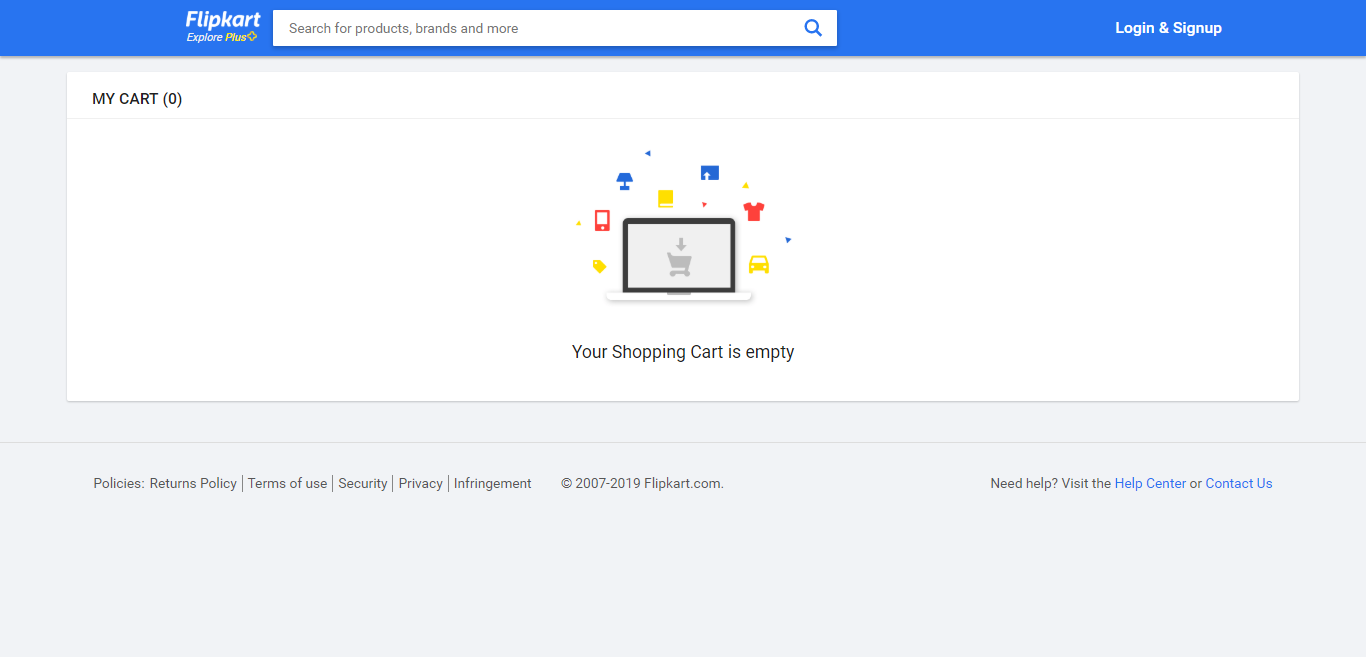 Flipkart
Explore Plus
Search for products, brands and more
Login & Signup
MY CART (0)
Your Shopping Cart is empty
Policies: Returns Policy | Terms of use | Security | Privacy | Infringement © 2007-2019 Flipkart.com. Need help? Visit the Help Center or Contact Us